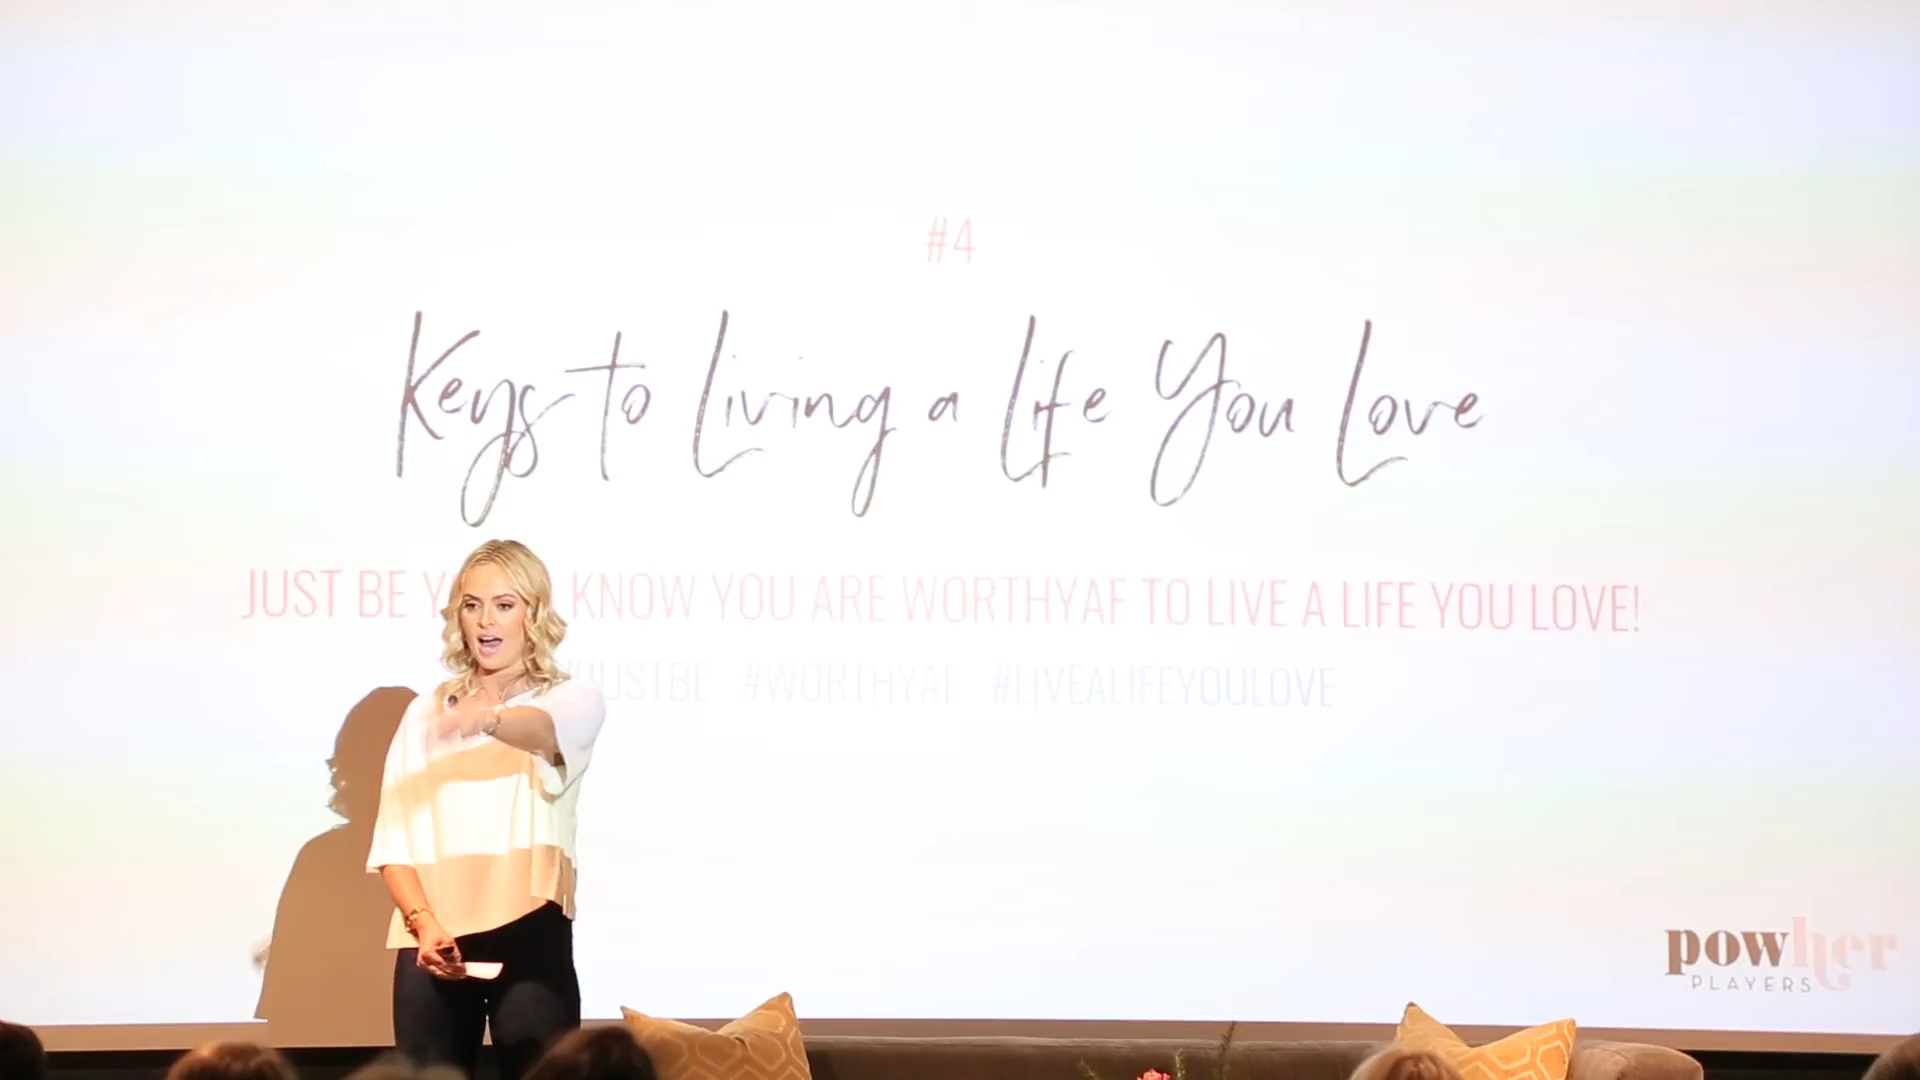 #4
Keys to Living a Life You Love
JUST BE KNOW YOU ARE WORTHYAF TO LIVE A LIFE YOU LOVE!
#JUSTBE #WORTHYAF #LIVEALIFEYOULOVE
powher
PLAYERS